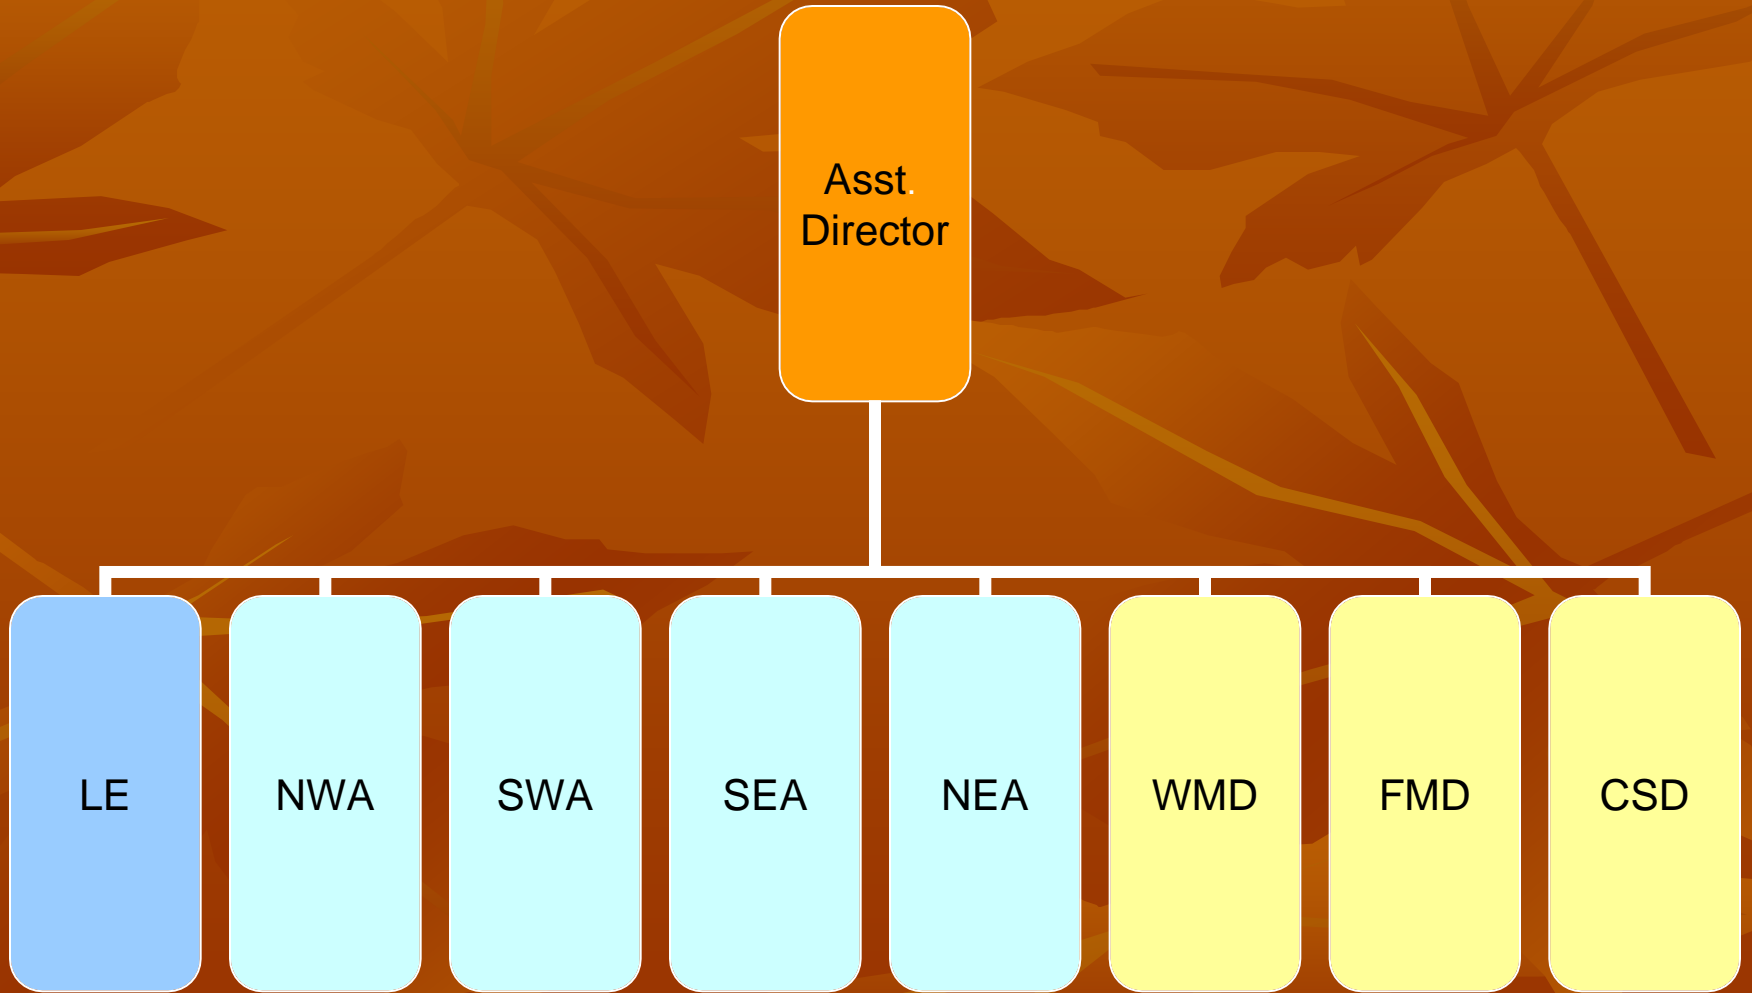 Asst.
Director
LE
NWA
SWA
SEA
NEA
WMD
FMD
CSD